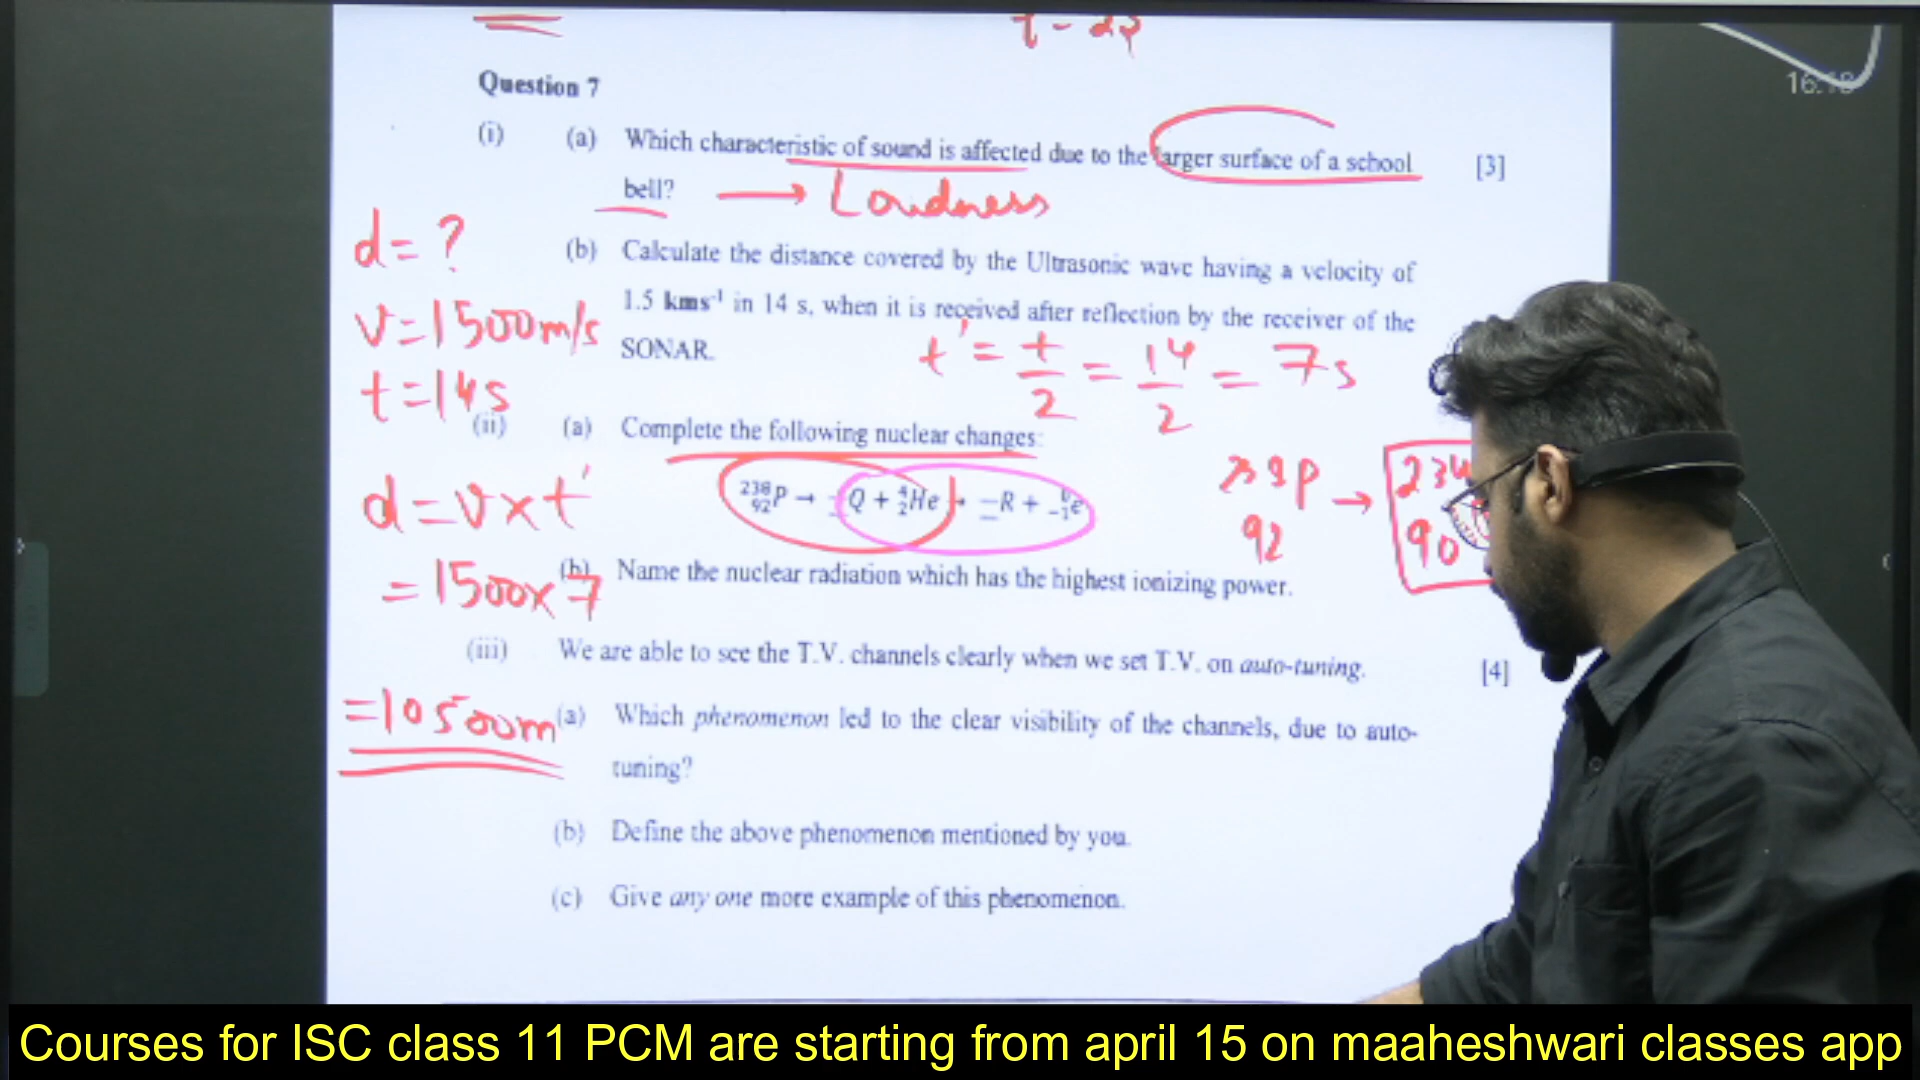 Question 7
(i) (a) Which characteristic of sound is affected due to the larger surface of a school [3]
bell? → Loudness
d = ?
(b) Calculate the distance covered by the Ultrasonic wave having a velocity of
v = 1500 m/s
1.5 kms⁻¹ in 14 s, when it is received after reflection by the receiver of the
SONAR.
t' = t/2 = 14/2 = 7s
t = 14s
(ii) (a) Complete the following nuclear changes:
²³⁸₉₂P → _Q + ⁴₂He → _R + ⁰₋₁e
92
90
d = v x t'
(b) Name the nuclear radiation which has the highest ionizing power.
= 1500 x 7
(iii) We are able to see the T.V. channels clearly when we set T.V. on auto-tuning. [4]
= 10500m
(a) Which phenomenon led to the clear visibility of the channels, due to auto-
tuning?
(b) Define the above phenomenon mentioned by you.
(c) Give any one more example of this phenomenon.
Courses for ISC class 11 PCM are starting from april 15 on maaheshwari classes app